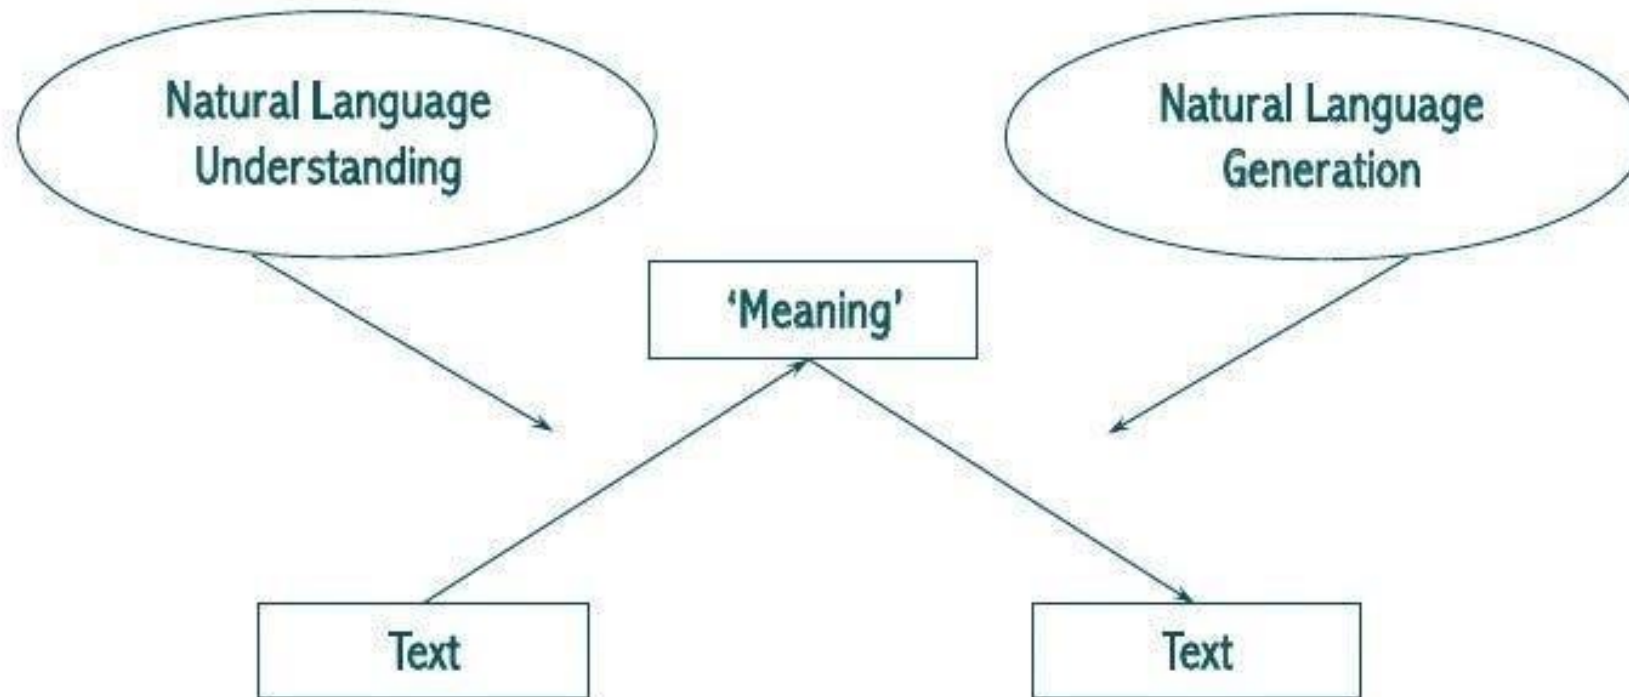 Natural Language
Understanding
Natural Language
Generation
‘Meaning’
Text
Text